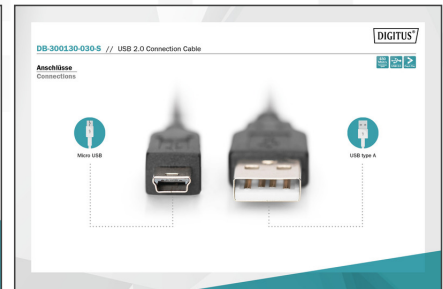 DIGITUS®
DB-300130-030-S // USB 2.0 Connection Cable
Anschlüsse
Connections
Micro USB
USB type A